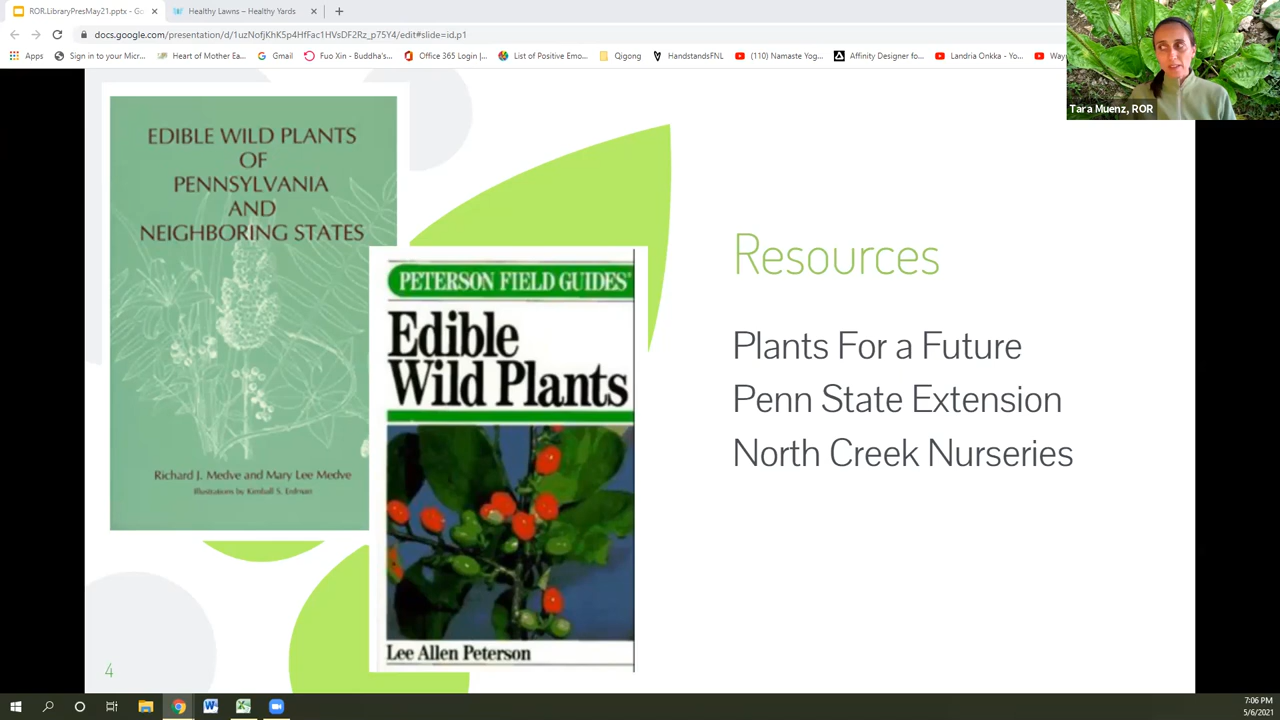 ROR.LibraryPresMay21.pptx - Go
Healthy Lawns – Healthy Yards
docs.google.com/presentation/d/1uzNofjKhK5p4HfFac1HVsDF2Rz_p75Y4/edit#slide=id.p1
Apps
Sign in to your Micr...
Heart of Mother Ea...
Gmail
Fuo Xin - Buddha's...
Office 365 Login |...
List of Positive Emo...
Qigong
HandstandsFNL
(110) Namaste Yog...
Affinity Designer fo...
Landria Onkka - Yo...
Way
Tara Muenz, ROR
EDIBLE WILD PLANTS
OF
PENNSYLVANIA
AND
NEIGHBORING STATES
Richard J. Medve and Mary Lee Medve
Illustrations by Kimball S. Erdman
PETERSON FIELD GUIDES®
Edible
Wild Plants
Lee Allen Peterson
Resources
Plants For a Future
Penn State Extension
North Creek Nurseries
4
7:06 PM
5/6/2021